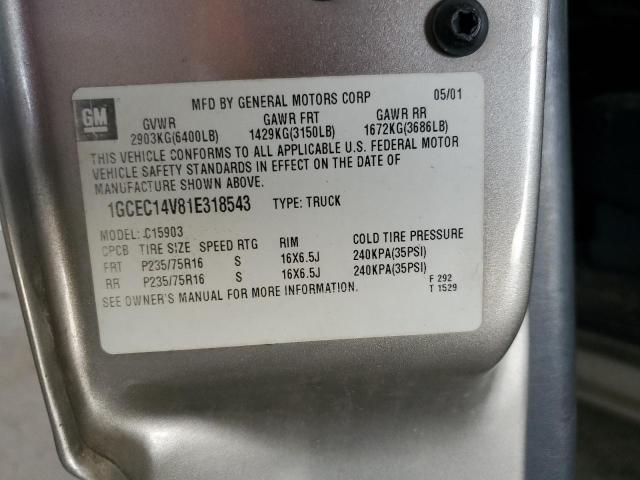 GM
MFD BY GENERAL MOTORS CORP 05/01
GVWR GAWR FRT GAWR RR
2903KG(6400LB) 1429KG(3150LB) 1672KG(3686LB)
THIS VEHICLE CONFORMS TO ALL APPLICABLE U.S. FEDERAL MOTOR
VEHICLE SAFETY STANDARDS IN EFFECT ON THE DATE OF
MANUFACTURE SHOWN ABOVE.
1GCEC14V81E318543 TYPE: TRUCK
MODEL: C15903
CPCB TIRE SIZE SPEED RTG RIM COLD TIRE PRESSURE
FRT P235/75R16 S 16X6.5J 240KPA(35PSI)
RR P235/75R16 S 16X6.5J 240KPA(35PSI)
SEE OWNER'S MANUAL FOR MORE INFORMATION.
F 292
T 1529